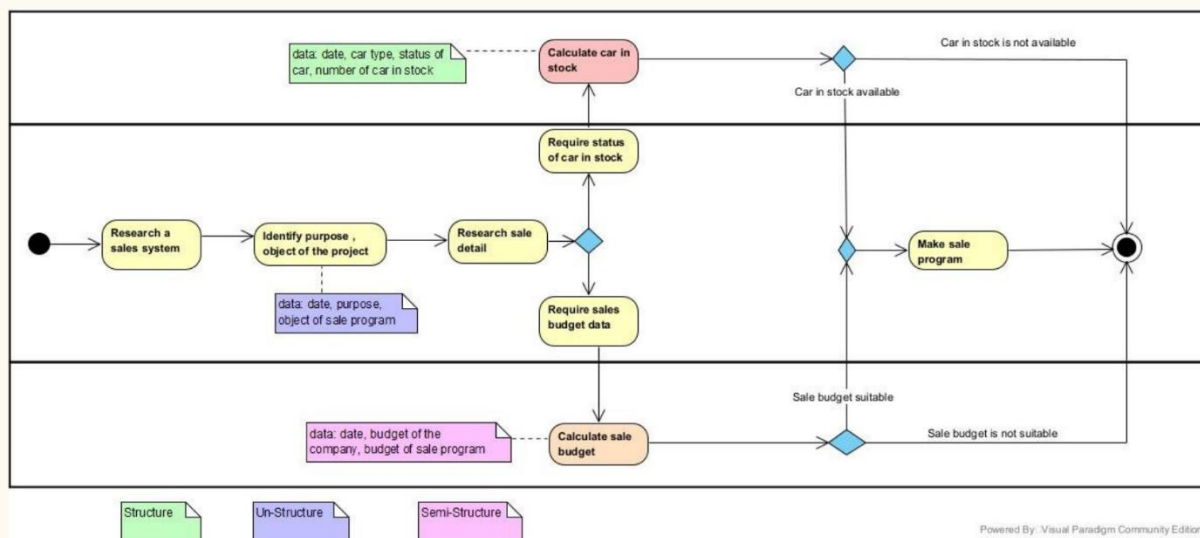 data: date, car type, status of
car, number of car in stock
Calculate car in
stock
Car in stock is not available
Car in stock available
Require status
of car in stock
Research a
sales system
Identify purpose ,
object of the project
Research sale
detail
Make sale
program
data: date, purpose,
object of sale program
Require sales
budget data
Sale budget suitable
data: date, budget of the
company, budget of sale program
Calculate sale
budget
Sale budget is not suitable
Structure
Un-Structure
Semi-Structure
Powered By Visual Paradigm Community Edition